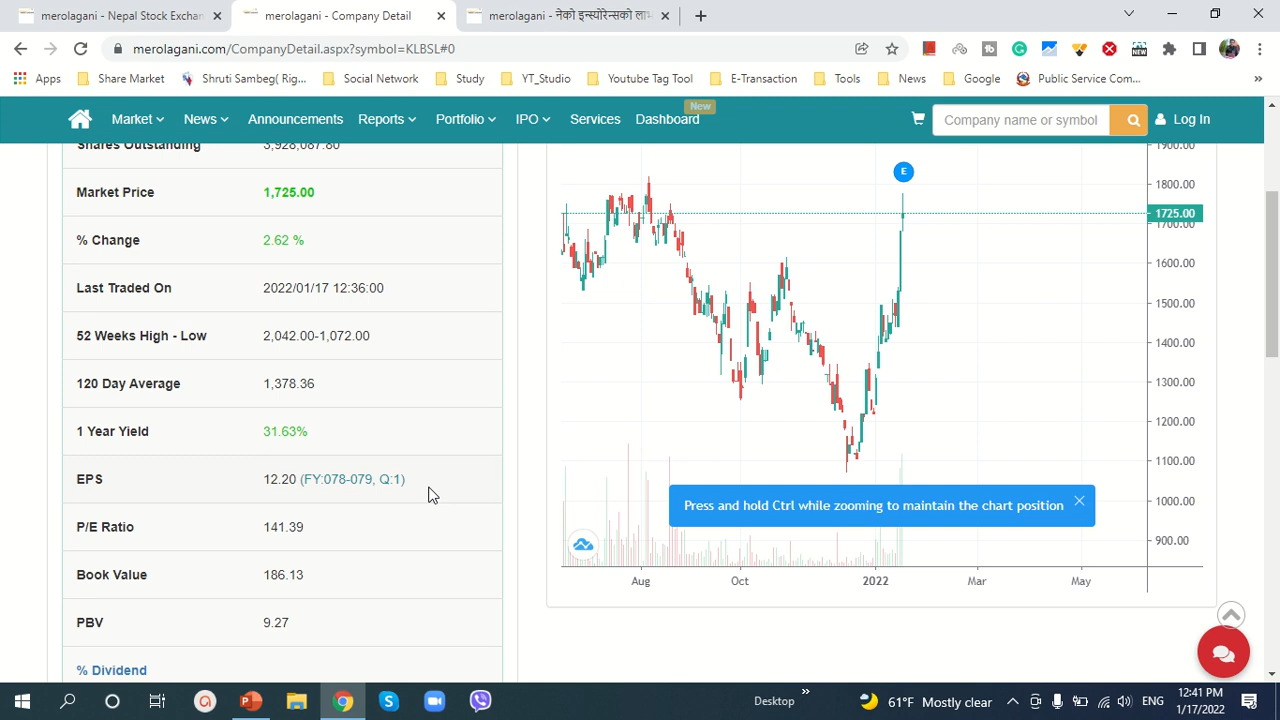 merolagani - Nepal Stock Exchan
merolagani - Company Detail
merolagani - नेको इन्स्योरेन्सको लाभ
merolagani.com/CompanyDetail.aspx?symbol=KLBSL#0
Apps
Share Market
Shruti Sambeg( Rig...
Social Network
Study
YT_Studio
Youtube Tag Tool
E-Transaction
Tools
News
Google
Public Service Com...
Market
News
Announcements
Reports
Portfolio
IPO
Services
Dashboard
New
Company name or symbol
Log In
Shares Outstanding 3,928,087.80
Market Price 1,725.00
% Change 2.62 %
Last Traded On 2022/01/17 12:36:00
52 Weeks High - Low 2,042.00-1,072.00
120 Day Average 1,378.36
1 Year Yield 31.63%
EPS 12.20 (FY:078-079, Q:1)
P/E Ratio 141.39
Book Value 186.13
PBV 9.27
% Dividend
E
1900.00
1800.00
1725.00
1700.00
1600.00
1500.00
1400.00
1300.00
1200.00
1100.00
1000.00
900.00
Press and hold Ctrl while zooming to maintain the chart position
Aug Oct 2022 Mar May
Desktop
61°F Mostly clear
ENG
12:41 PM
1/17/2022